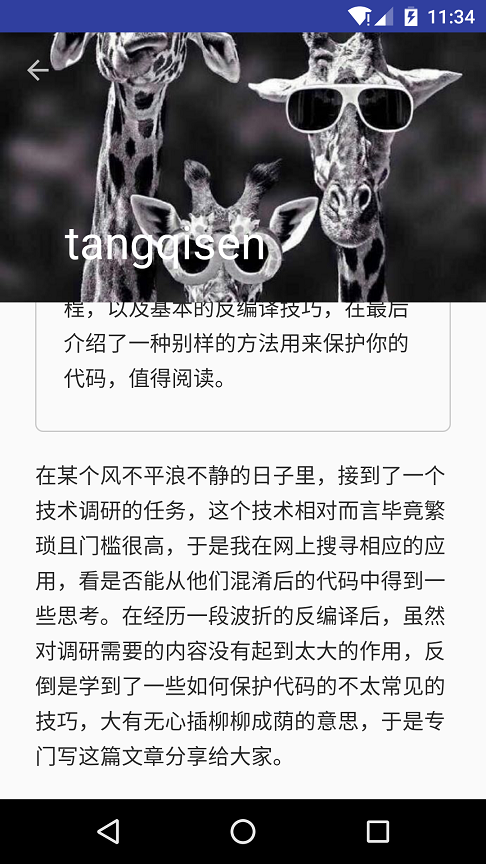 11:34
tangqisen
程，以及基本的反编译技巧，在最后
介绍了一种别样的方法用来保护你的
代码，值得阅读。
在某个风不平浪不静的日子里，接到了一个
技术调研的任务，这个技术相对而言毕竟繁
琐且门槛很高，于是我在网上搜寻相应的应
用，看是否能从他们混淆后的代码中得到一
些思考。在经历一段波折的反编译后，虽然
对调研需要的内容没有起到太大的作用，反
倒是学到了一些如何保护代码的不太常见的
技巧，大有无心插柳柳成荫的意思，于是专
门写这篇文章分享给大家。